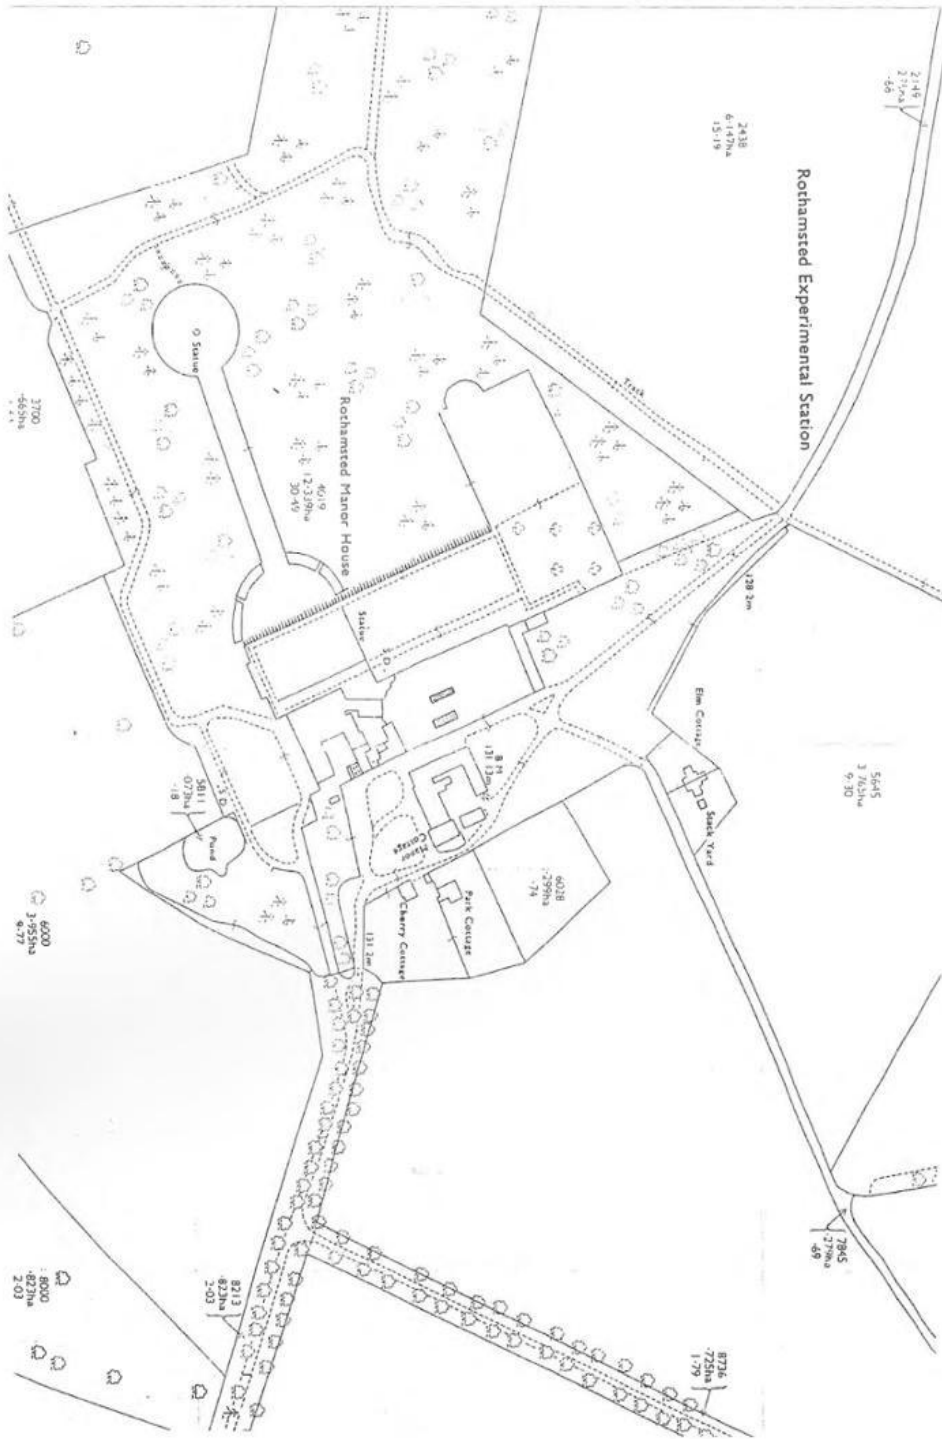 2149
2438
6·147ha
15·19
Rothamsted Experimental Station
Track
128·2m
5645
3·765ha
9·30
Elm Cottage
Stack Yard
7845
·279ha
·69
Rothamsted Manor House
4619
12·339ha
30·49
Statue
Statue
S D
B M
131·13m
Manor
Cottage
6028
·299ha
·74
Park Cottage
Cherry Cottage
131·2m
8736
·725ha
1·79
3700
·665ha
S D
5811
·073ha
·18
Pond
6000
3·955ha
9·77
8213
·823ha
2·03
8000
·823ha
2·03